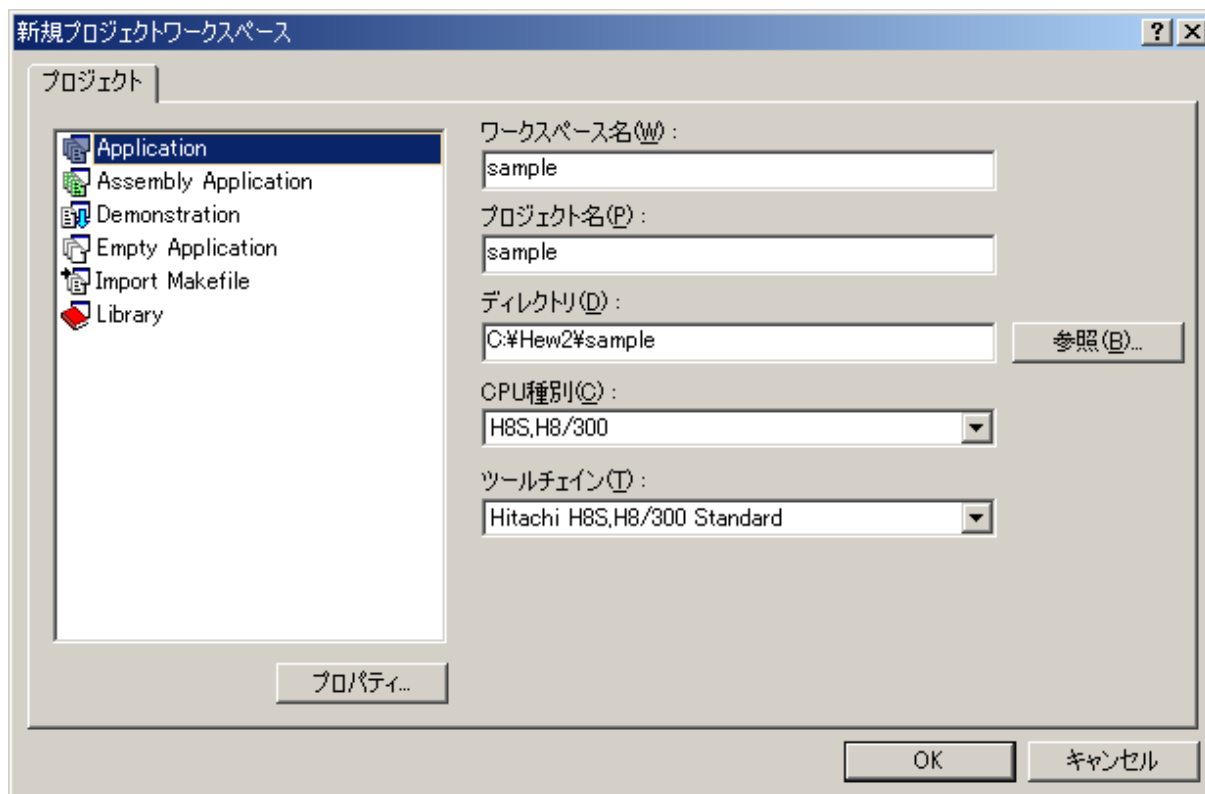 新規プロジェクトワークスペース
プロジェクト
Application
Assembly Application
Demonstration
Empty Application
Import Makefile
Library
プロパティ...
ワークスペース名(W):
sample
プロジェクト名(P):
sample
ディレクトリ(D):
C:¥Hew2¥sample
参照(B)...
CPU種別(C):
H8S,H8/300
ツールチェイン(T):
Hitachi H8S,H8/300 Standard
OK
キャンセル